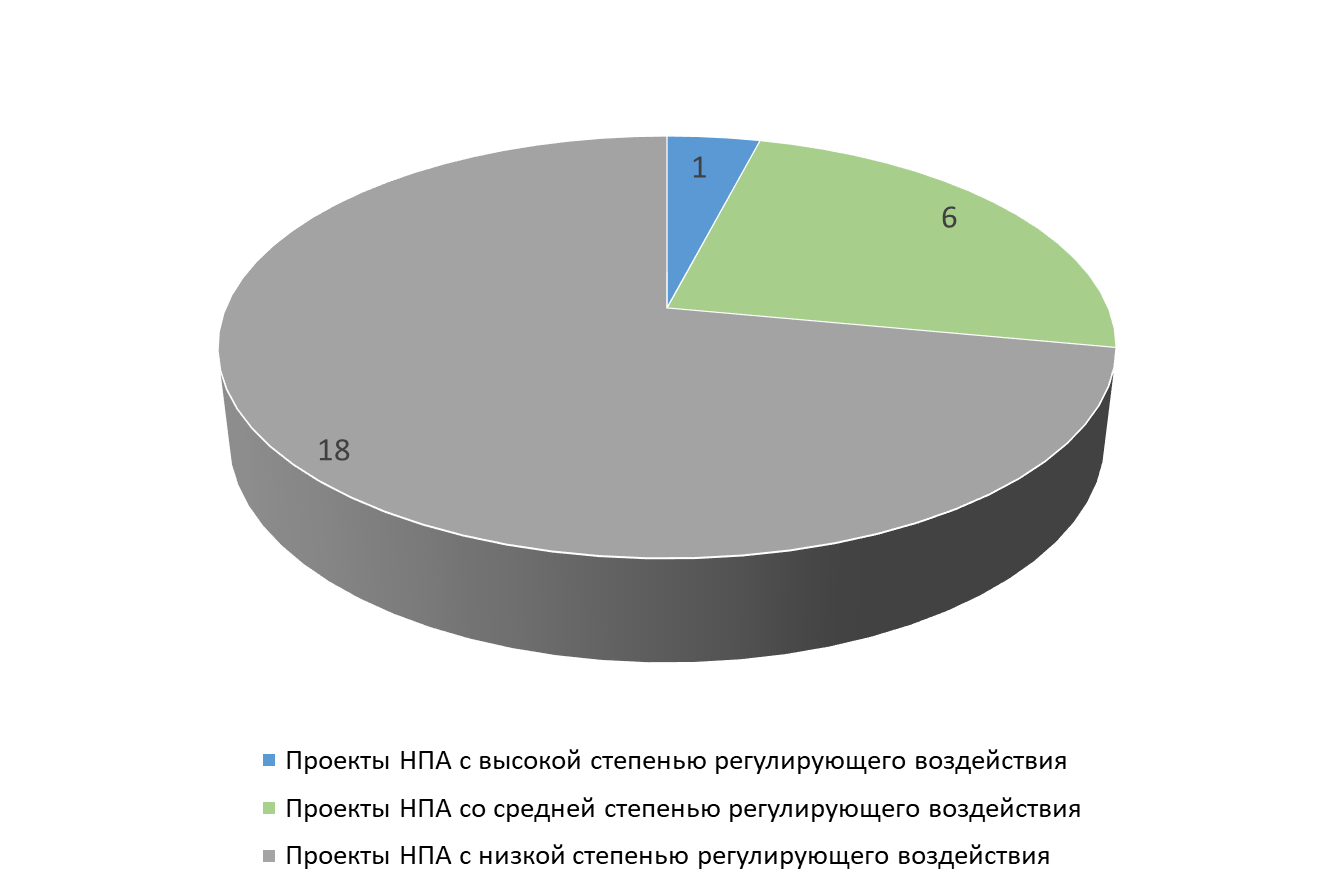 1
6
18
Проекты НПА с высокой степенью регулирующего воздействия
Проекты НПА со средней степенью регулирующего воздействия
Проекты НПА с низкой степенью регулирующего воздействия